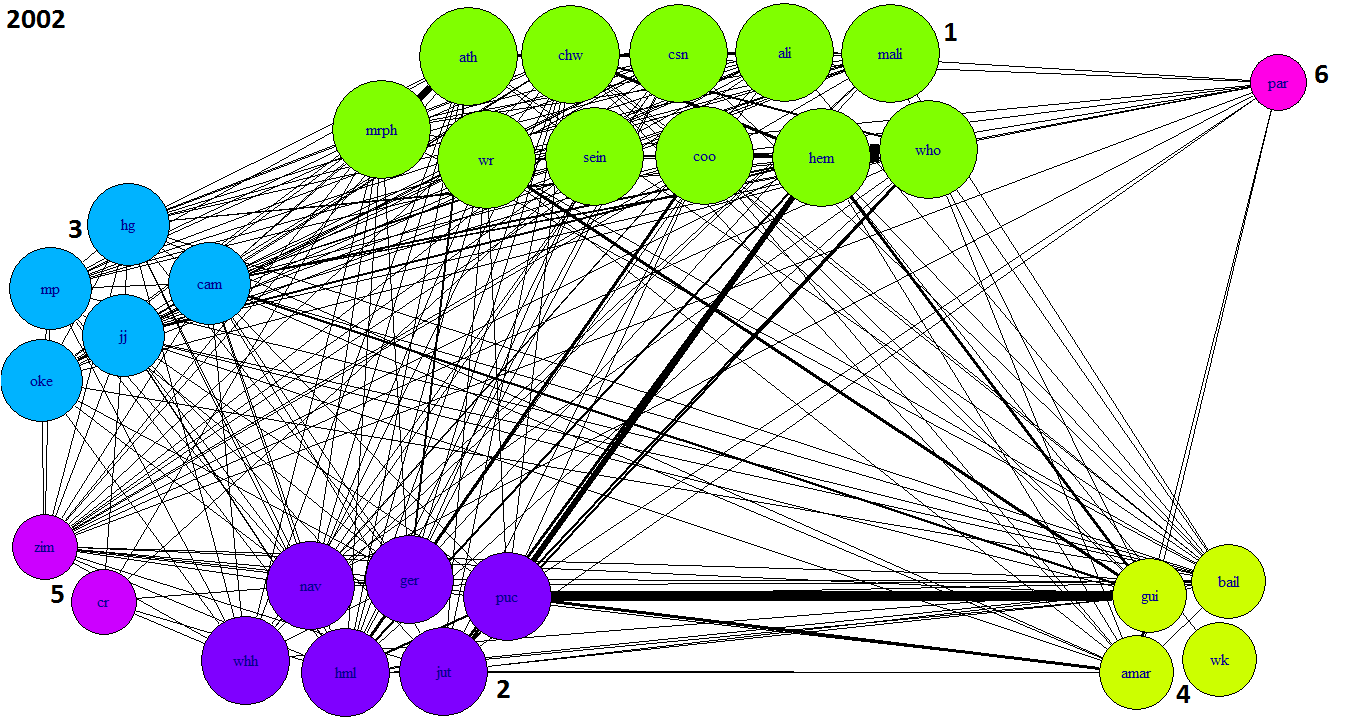 2002
ath
chw
csn
ali
mali
1
par
6
mrph
wr
sein
coo
hem
who
hg
3
mp
cam
jj
oke
zim
5
cr
nav
ger
puc
whh
hml
jut
2
gui
bail
amar
wk
4